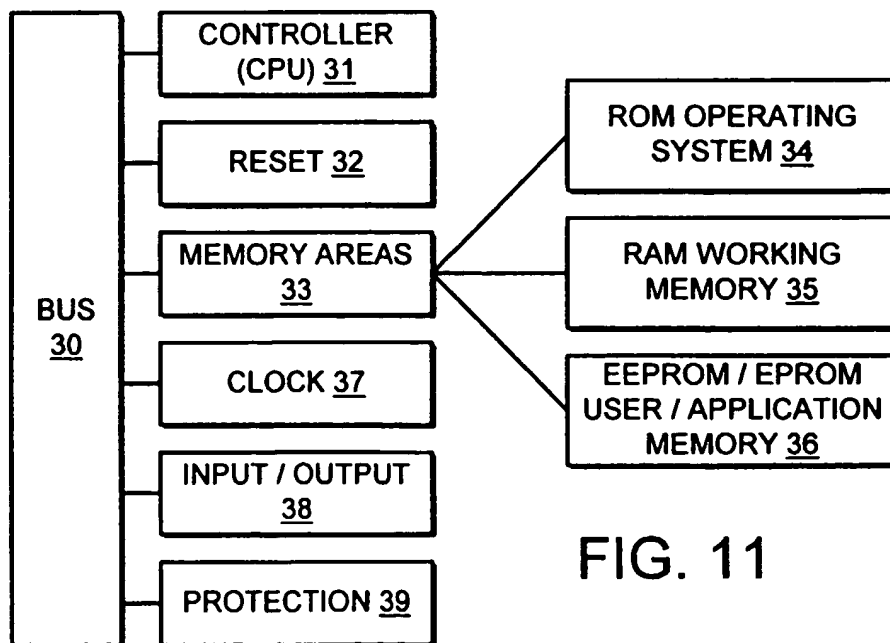 BUS
30
CONTROLLER
(CPU) 31
RESET 32
MEMORY AREAS
33
CLOCK 37
INPUT / OUTPUT
38
PROTECTION 39
ROM OPERATING
SYSTEM 34
RAM WORKING
MEMORY 35
EEPROM / EPROM
USER / APPLICATION
MEMORY 36
FIG. 11